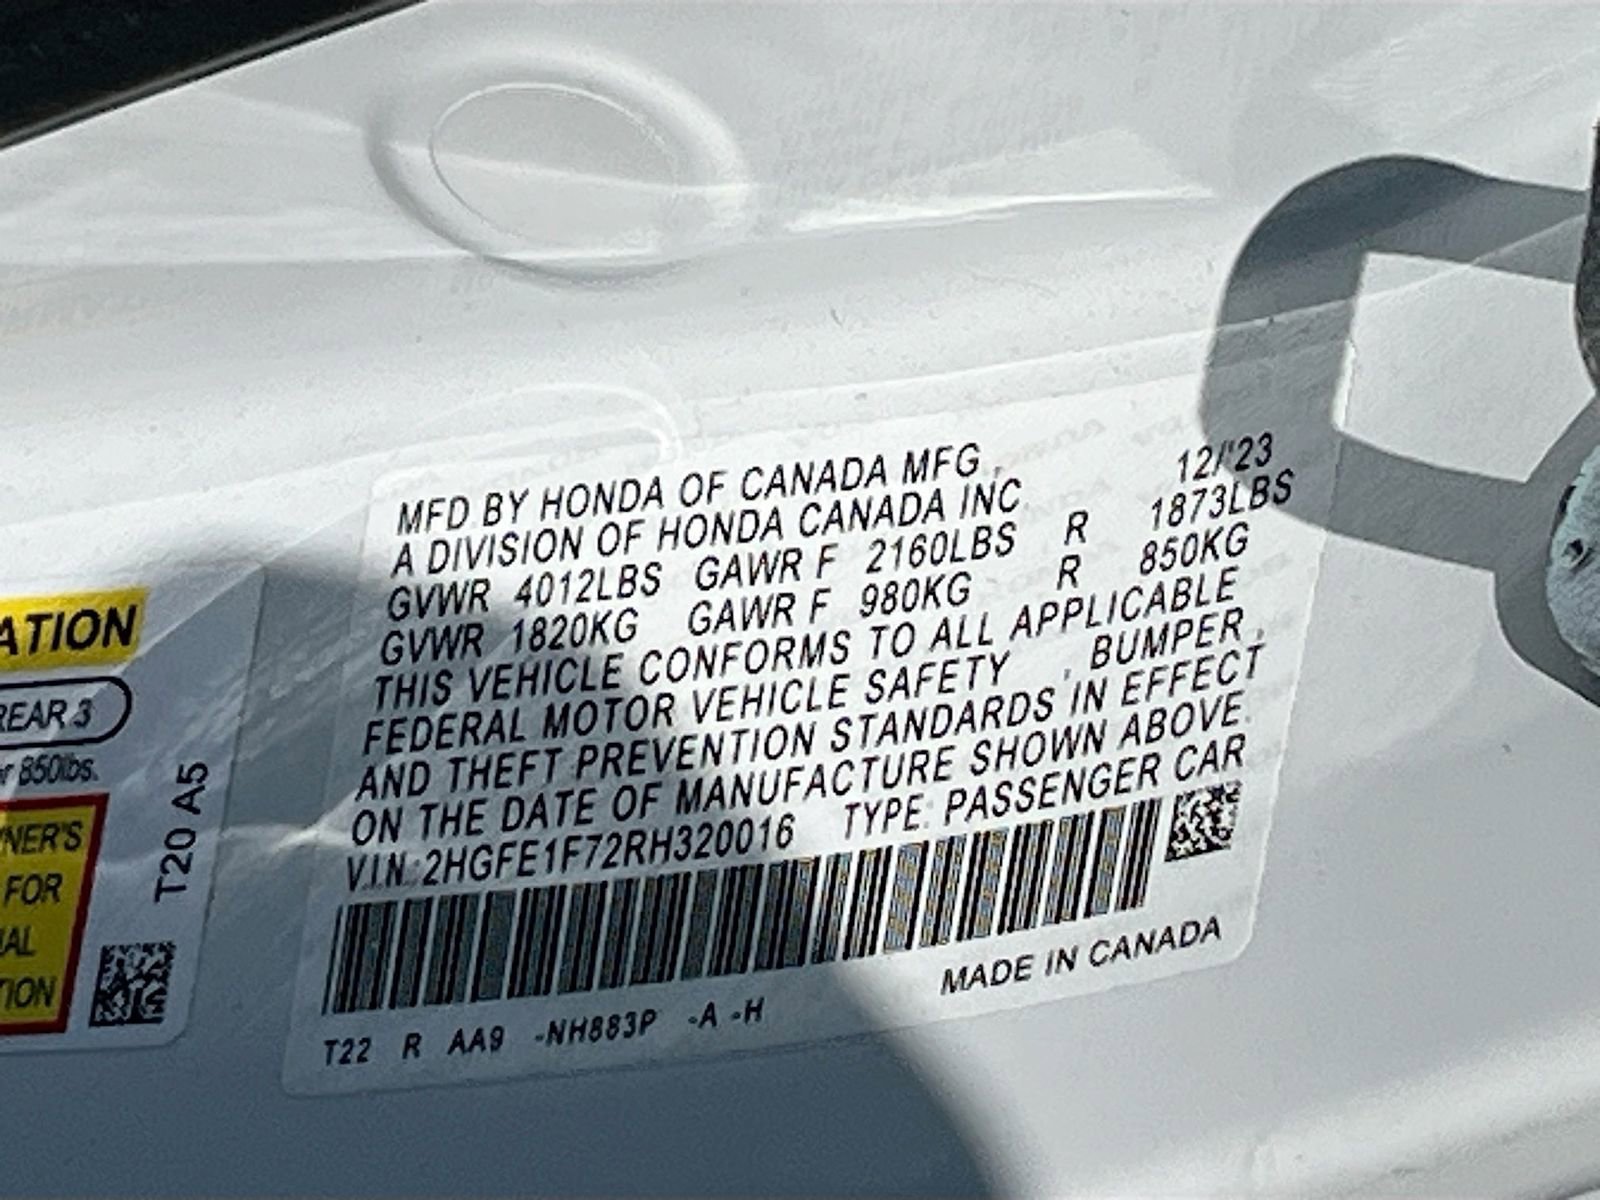 MFD BY HONDA OF CANADA MFG., 12/'23
A DIVISION OF HONDA CANADA INC
GVWR 4012LBS GAWR F 2160LBS R 1873LBS
GVWR 1820KG GAWR F 980KG R 850KG
THIS VEHICLE CONFORMS TO ALL APPLICABLE
FEDERAL MOTOR VEHICLE SAFETY , BUMPER,
AND THEFT PREVENTION STANDARDS IN EFFECT
ON THE DATE OF MANUFACTURE SHOWN ABOVE.
V.I.N.:2HGFE1F72RH320016 TYPE: PASSENGER CAR
MADE IN CANADA
T22 R AA9 -NH883P -A -H
ATION
REAR 3
r 850lbs.
NER'S
FOR
IAL
TION
T20 A5